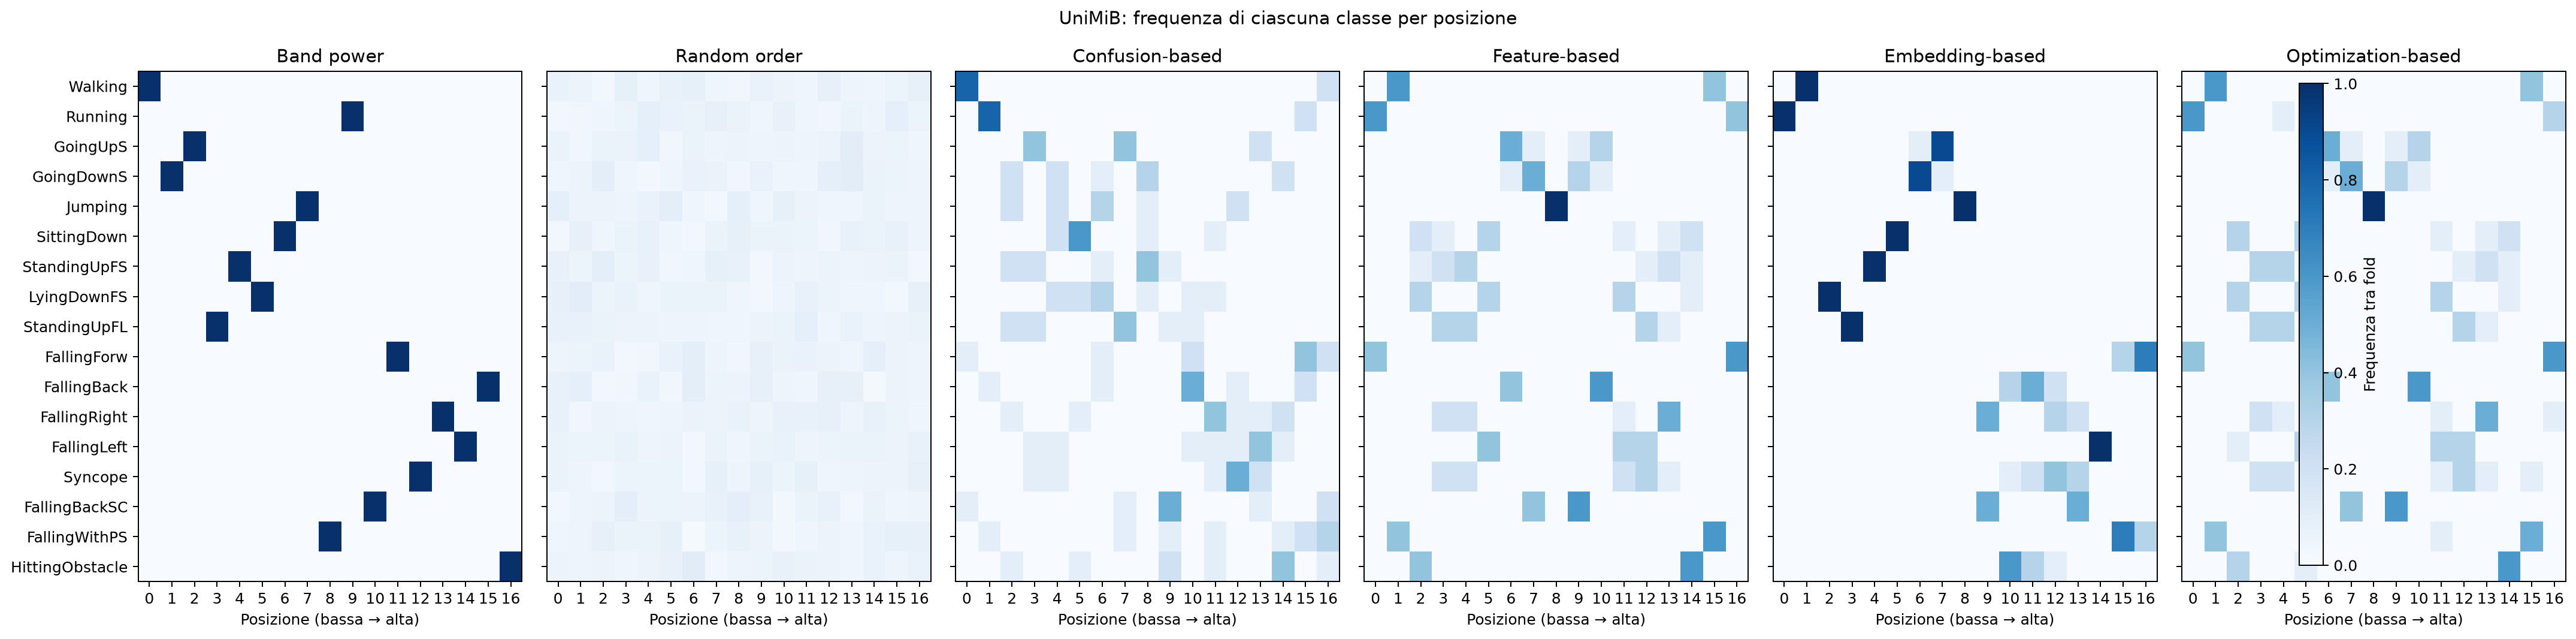 UniMiB: frequenza di ciascuna classe per posizione
Band power
Random order
Confusion-based
Feature-based
Embedding-based
Optimization-based
Walking
Running
GoingUpS
GoingDownS
Jumping
SittingDown
StandingUpFS
LyingDownFS
StandingUpFL
FallingForw
FallingBack
FallingRight
FallingLeft
Syncope
FallingBackSC
FallingWithPS
HittingObstacle
1.0
0.8
0.6
0.4
0.2
0.0
Frequenza tra fold
0 1 2 3 4 5 6 7 8 9 10 11 12 13 14 15 16
0 1 2 3 4 5 6 7 8 9 10 11 12 13 14 15 16
0 1 2 3 4 5 6 7 8 9 10 11 12 13 14 15 16
0 1 2 3 4 5 6 7 8 9 10 11 12 13 14 15 16
0 1 2 3 4 5 6 7 8 9 10 11 12 13 14 15 16
0 1 2 3 4 5 6 7 8 9 10 11 12 13 14 15 16
Posizione (bassa → alta)
Posizione (bassa → alta)
Posizione (bassa → alta)
Posizione (bassa → alta)
Posizione (bassa → alta)
Posizione (bassa → alta)